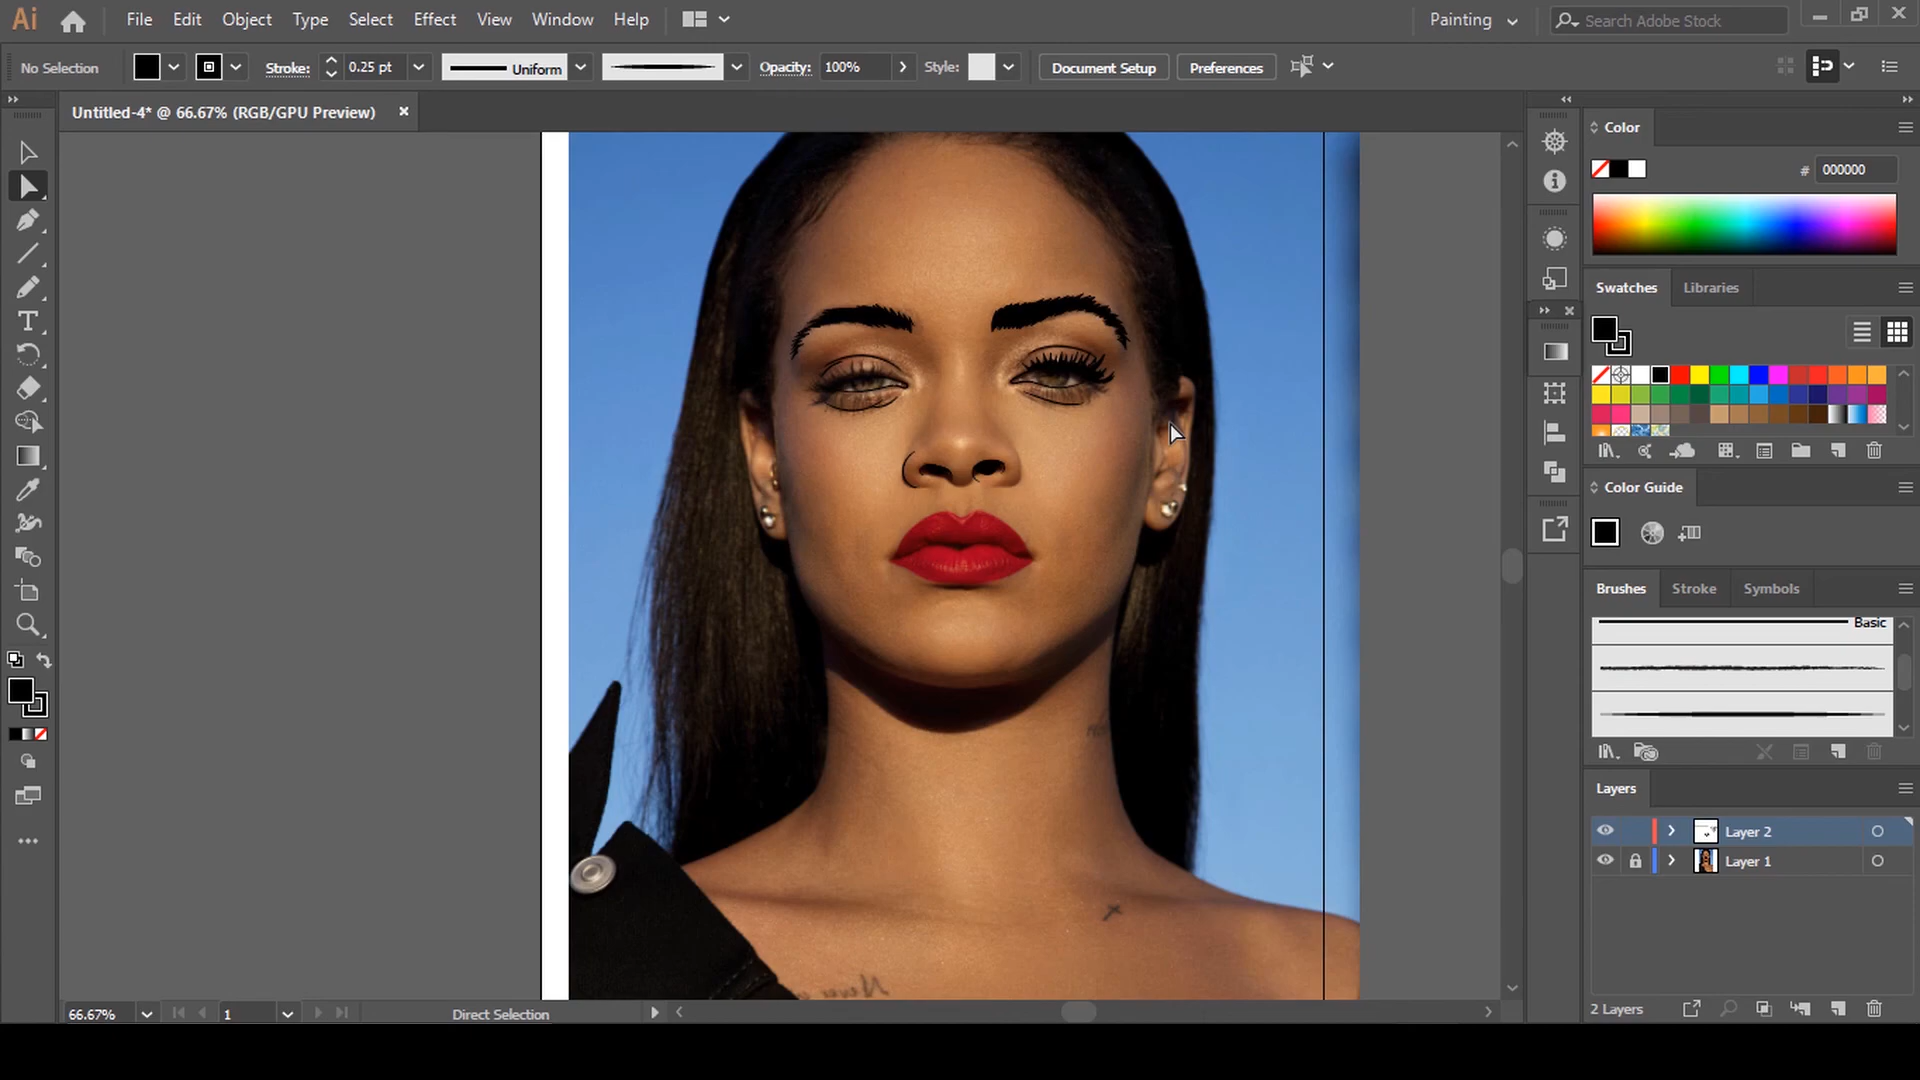 Ai File Edit Object Type Select Effect View Window Help Painting Search Adobe Stock
No Selection Stroke: 0.25 pt Uniform Opacity: 100% Style: Document Setup Preferences
Untitled-4* @ 66.67% (RGB/GPU Preview)
Color
# 000000
Swatches Libraries
Color Guide
Brushes Stroke Symbols
Basic
Layers
Layer 2
Layer 1
Never
66.67% 1 Direct Selection 2 Layers